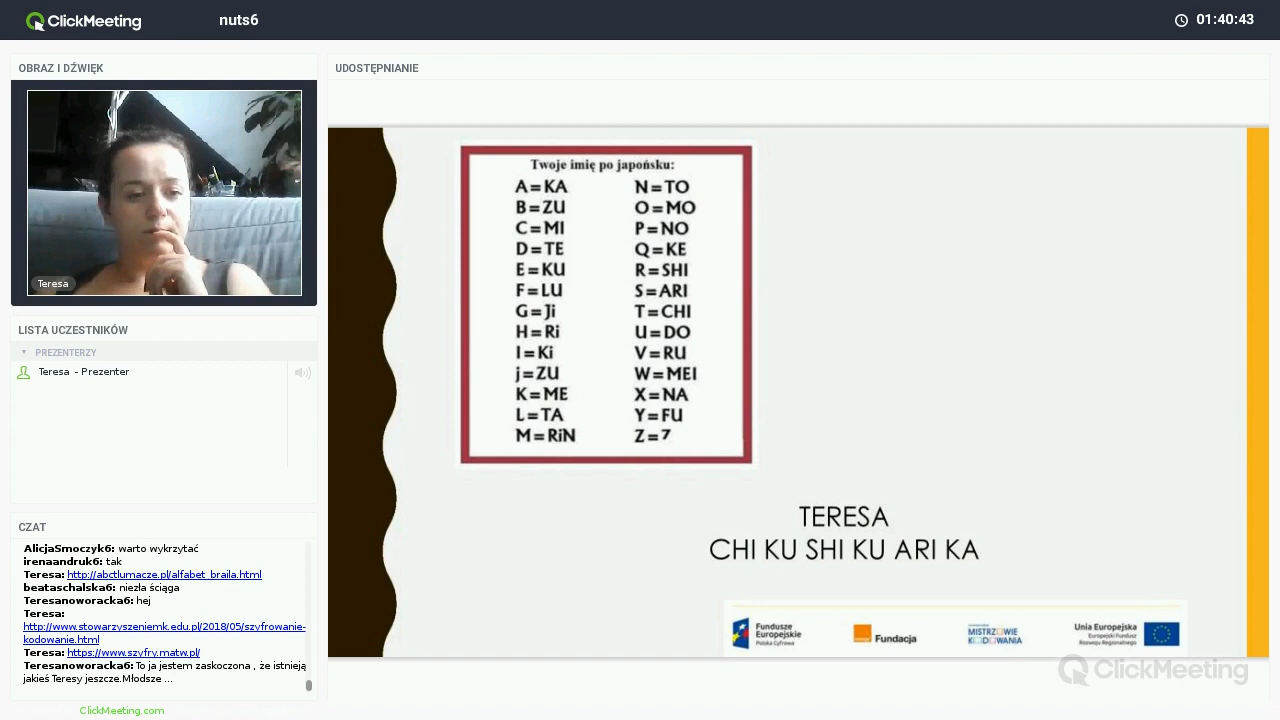 ClickMeeting
nuts6
01:40:43
OBRAZ I DŹWIĘK
Teresa
LISTA UCZESTNIKÓW
PREZENTERZY
Teresa - Prezenter
CZAT
AlicjaSmoczyk6: warto wykrzytać
irenaandruk6: tak
Teresa: http://abctlumacze.pl/alfabet_braila.html
beataschalska6: niezła ściąga
Teresanoworacka6: hej
Teresa:
http://www.stowarzyszeniemk.edu.pl/2018/05/szyfrowanie-
kodowanie.html
Teresa: https://www.szyfry.matw.pl/
Teresanoworacka6: To ja jestem zaskoczona , że istnieją
jakieś Teresy jeszcze.Młodsze ...
ClickMeeting.com
UDOSTĘPNIANIE
Twoje imię po japońsku:
A=KA
B=ZU
C=MI
D=TE
E=KU
F=LU
G=Ji
H=Ri
I=Ki
j=ZU
K=ME
L=TA
M=RiN
N=TO
O=MO
P=NO
Q=KE
R=SHI
S=ARI
T=CHI
U=DO
V=RU
W=MEI
X=NA
Y=FU
Z=7
TERESA
CHI KU SHI KU ARI KA
Fundusze
Europejskie
Polska Cyfrowa
orange
Fundacja
MISTRZOWIE
KODOWANIA
Unia Europejska
Europejski Fundusz
Rozwoju Regionalnego
ClickMeeting